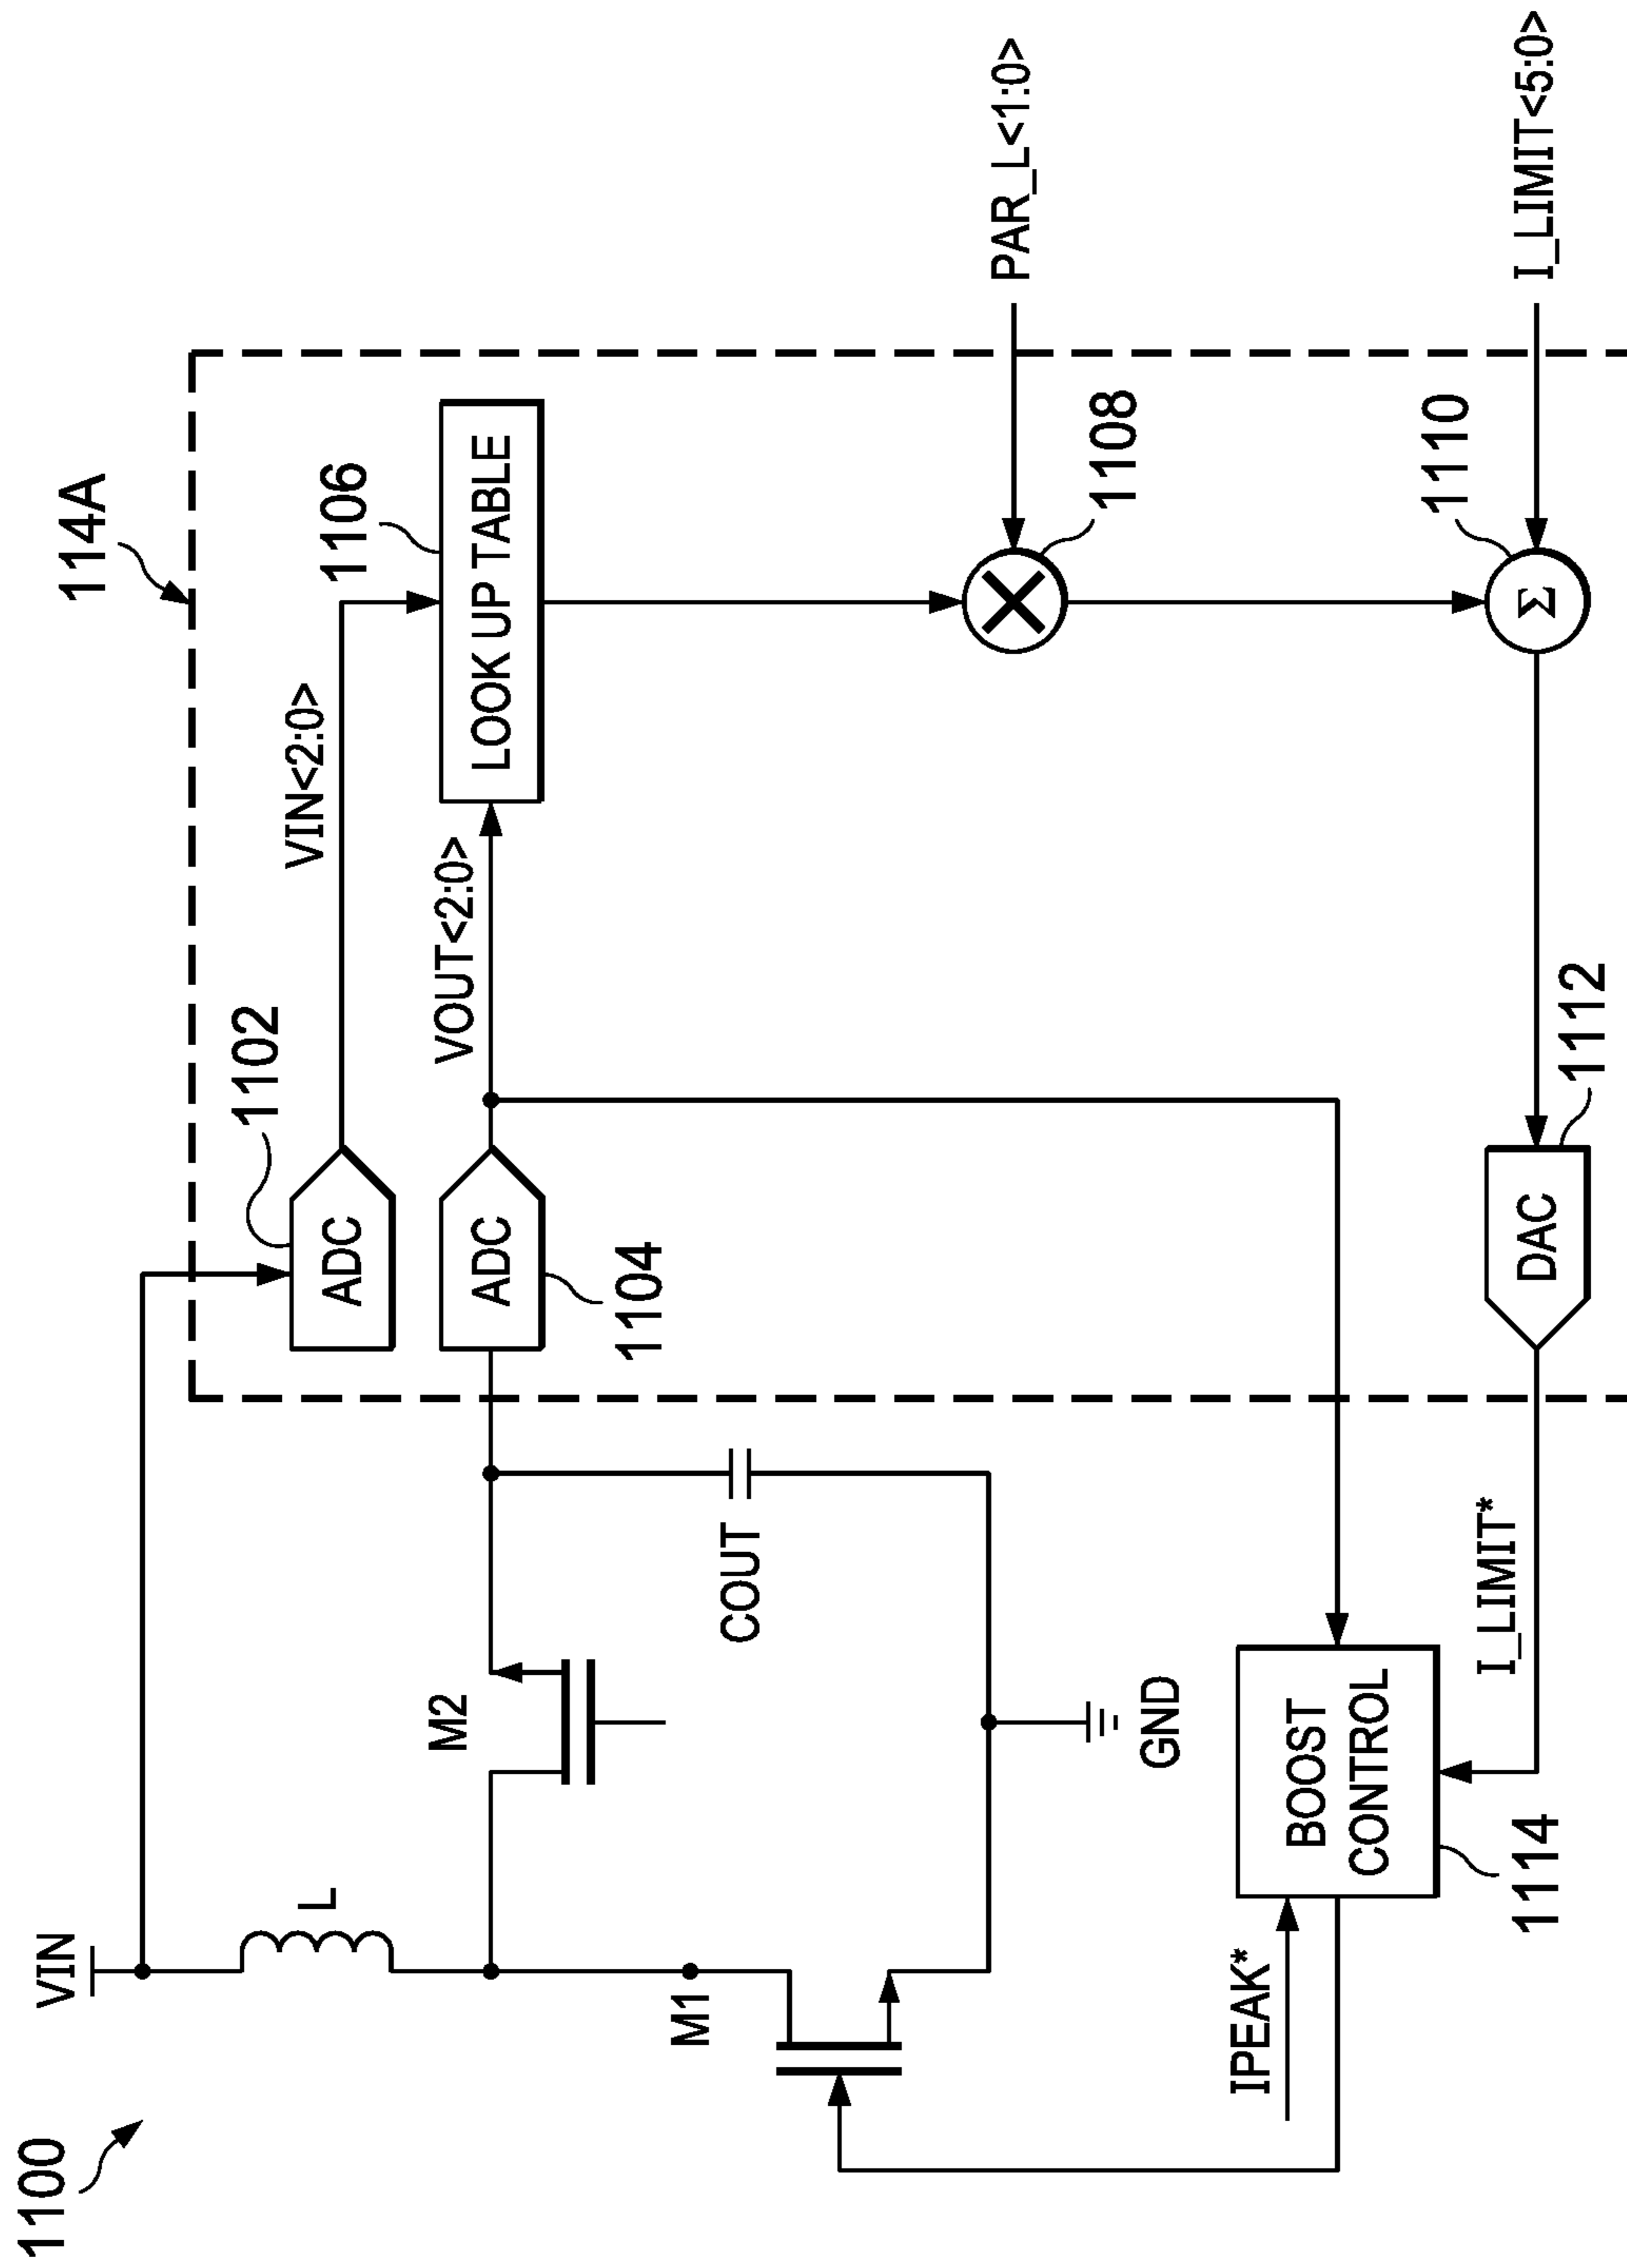 1100
VIN
L
M1
M2
COUT
GND
IPEAK*
BOOST
CONTROL
1114
I_LIMIT*
114A
1102
ADC
VIN<2:0>
ADC
1104
VOUT<2:0>
1106
LOOK UP TABLE
PAR_L<1:0>
1108
I_LIMIT<5:0>
1110
Σ
DAC
1112